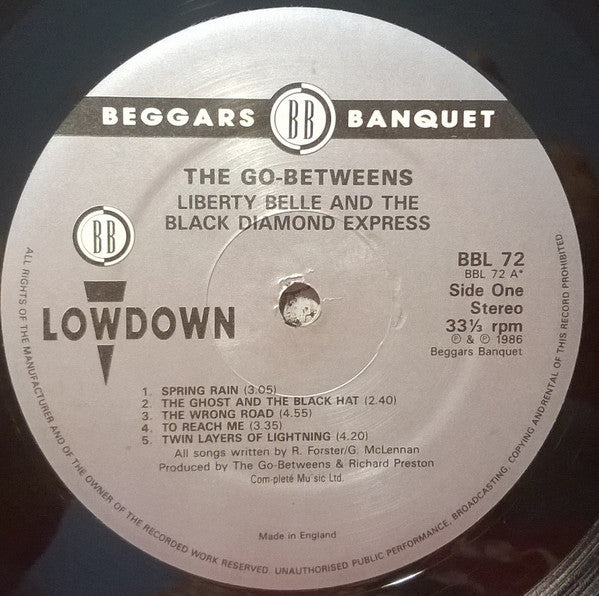 BEGGARS BB BANQUET
THE GO-BETWEENS
LIBERTY BELLE AND THE
BLACK DIAMOND EXPRESS
BB
LOWDOWN
BBL 72
BBL 72 A*
Side One
Stereo
33⅓ rpm
℗ & ℗ 1986
Beggars Banquet
1. SPRING RAIN (3.05)
2. THE GHOST AND THE BLACK HAT (2.40)
3. THE WRONG ROAD (4.55)
4. TO REACH ME (3.35)
5. TWIN LAYERS OF LIGHTNING (4.20)
All songs written by R. Forster/G. McLennan
Produced by The Go-Betweens & Richard Preston
Com-plete Mu sic Ltd.
Made in England
ALL RIGHTS OF THE MANUFACTURER AND OF THE OWNER OF THE RECORDED WORK RESERVED. UNAUTHORISED PUBLIC PERFORMANCE, BROADCASTING, COPYING AND RENTAL OF THIS RECORD PROHIBITED.